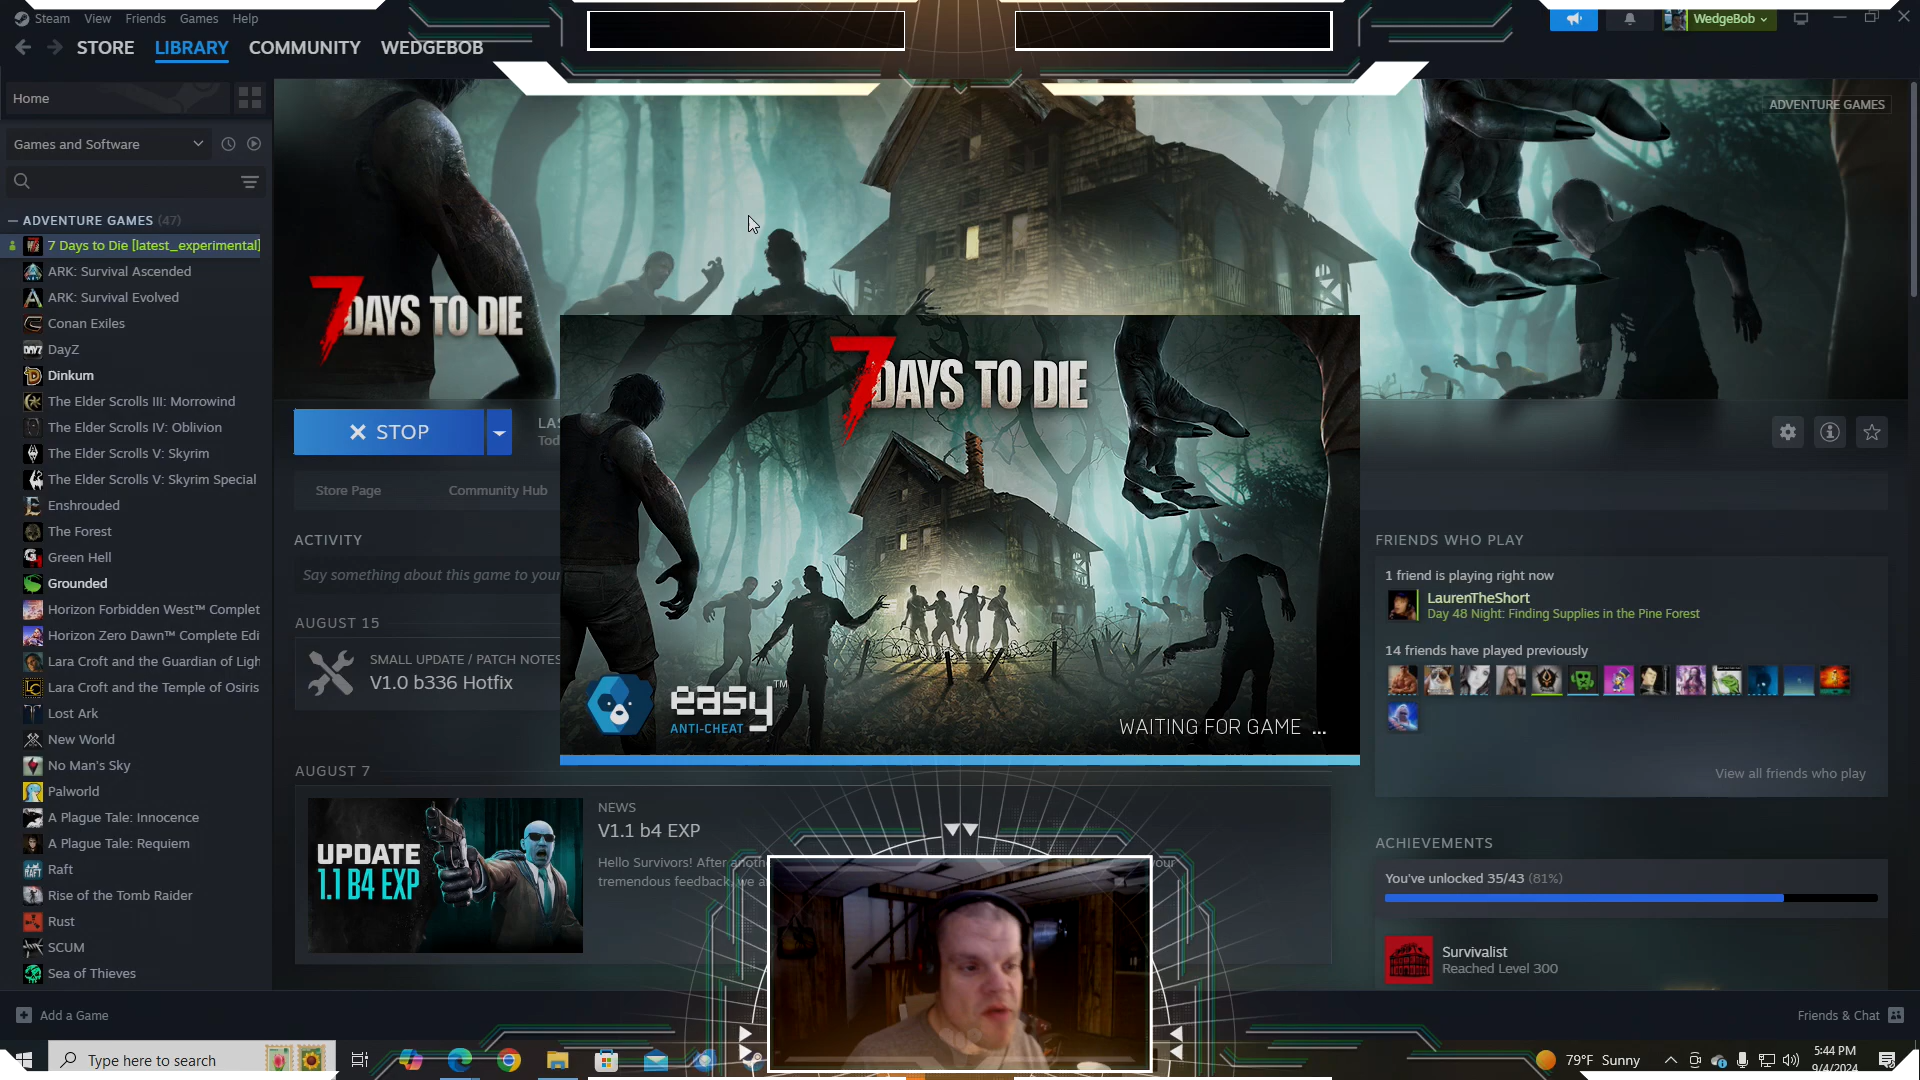 Steam View Friends Games Help
WedgeBob
STORE LIBRARY COMMUNITY WEDGEBOB
Home
ADVENTURE GAMES
Games and Software
ADVENTURE GAMES (47)
7 Days to Die [latest_experimental]
ARK: Survival Ascended
ARK: Survival Evolved
Conan Exiles
DayZ
Dinkum
The Elder Scrolls III: Morrowind
The Elder Scrolls IV: Oblivion
The Elder Scrolls V: Skyrim
The Elder Scrolls V: Skyrim Special
Enshrouded
The Forest
Green Hell
Grounded
Horizon Forbidden West™ Complet
Horizon Zero Dawn™ Complete Edi
Lara Croft and the Guardian of Ligh
Lara Croft and the Temple of Osiris
Lost Ark
New World
No Man's Sky
Palworld
A Plague Tale: Innocence
A Plague Tale: Requiem
Raft
Rise of the Tomb Raider
Rust
SCUM
Sea of Thieves
Add a Game
7 DAYS TO DIE
STOP
LAS
Tod
Store Page Community Hub
ACTIVITY
Say something about this game to your
AUGUST 15
SMALL UPDATE / PATCH NOTES
V1.0 b336 Hotfix
AUGUST 7
UPDATE
1.1 B4 EXP
NEWS
V1.1 b4 EXP
Hello Survivors! After anoth your
tremendous feedback, we a
7 DAYS TO DIE
easy™
ANTI-CHEAT
WAITING FOR GAME ...
FRIENDS WHO PLAY
1 friend is playing right now
LaurenTheShort
Day 48 Night: Finding Supplies in the Pine Forest
14 friends have played previously
View all friends who play
ACHIEVEMENTS
You've unlocked 35/43 (81%)
Survivalist
Reached Level 300
Friends & Chat
Type here to search
79°F Sunny
5:44 PM
9/4/2024